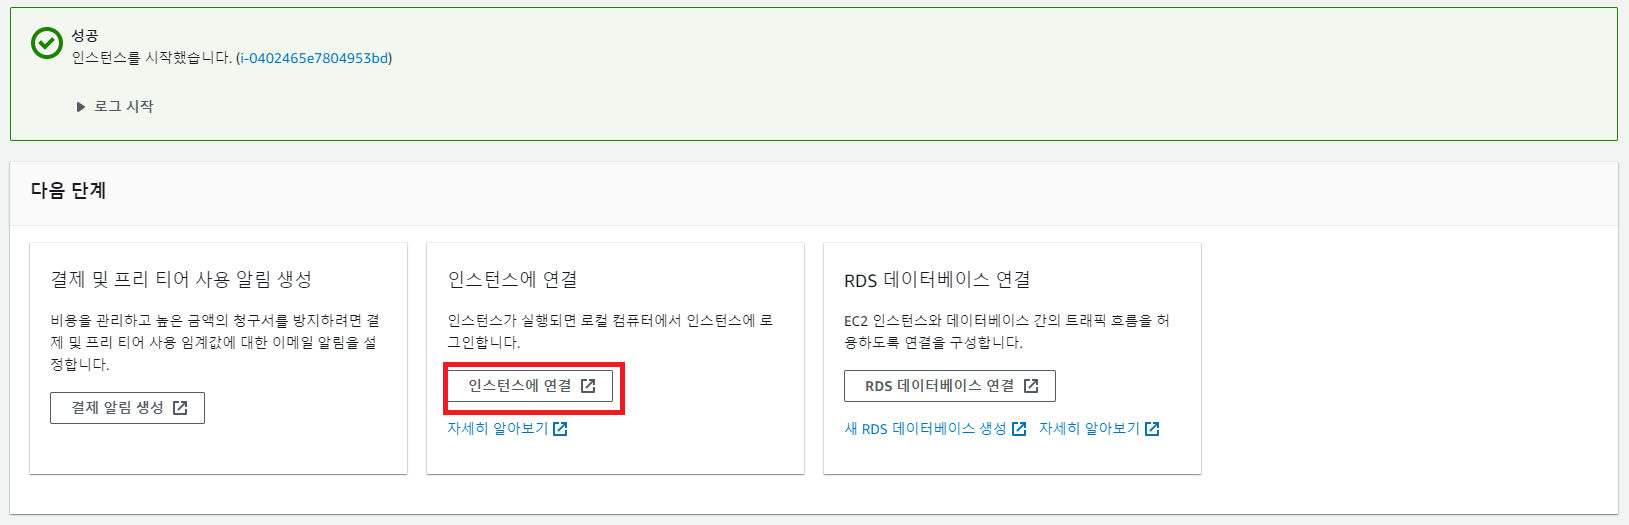 성공
인스턴스를 시작했습니다. (i-0402465e7804953bd)
로그 시작
다음 단계
결제 및 프리 티어 사용 알림 생성
비용을 관리하고 높은 금액의 청구서를 방지하려면 결
제 및 프리 티어 사용 임계값에 대한 이메일 알림을 설
정합니다.
결제 알림 생성
인스턴스에 연결
인스턴스가 실행되면 로컬 컴퓨터에서 인스턴스에 로
그인합니다.
인스턴스에 연결
자세히 알아보기
RDS 데이터베이스 연결
EC2 인스턴스와 데이터베이스 간의 트래픽 흐름을 허
용하도록 연결을 구성합니다.
RDS 데이터베이스 연결
새 RDS 데이터베이스 생성 자세히 알아보기